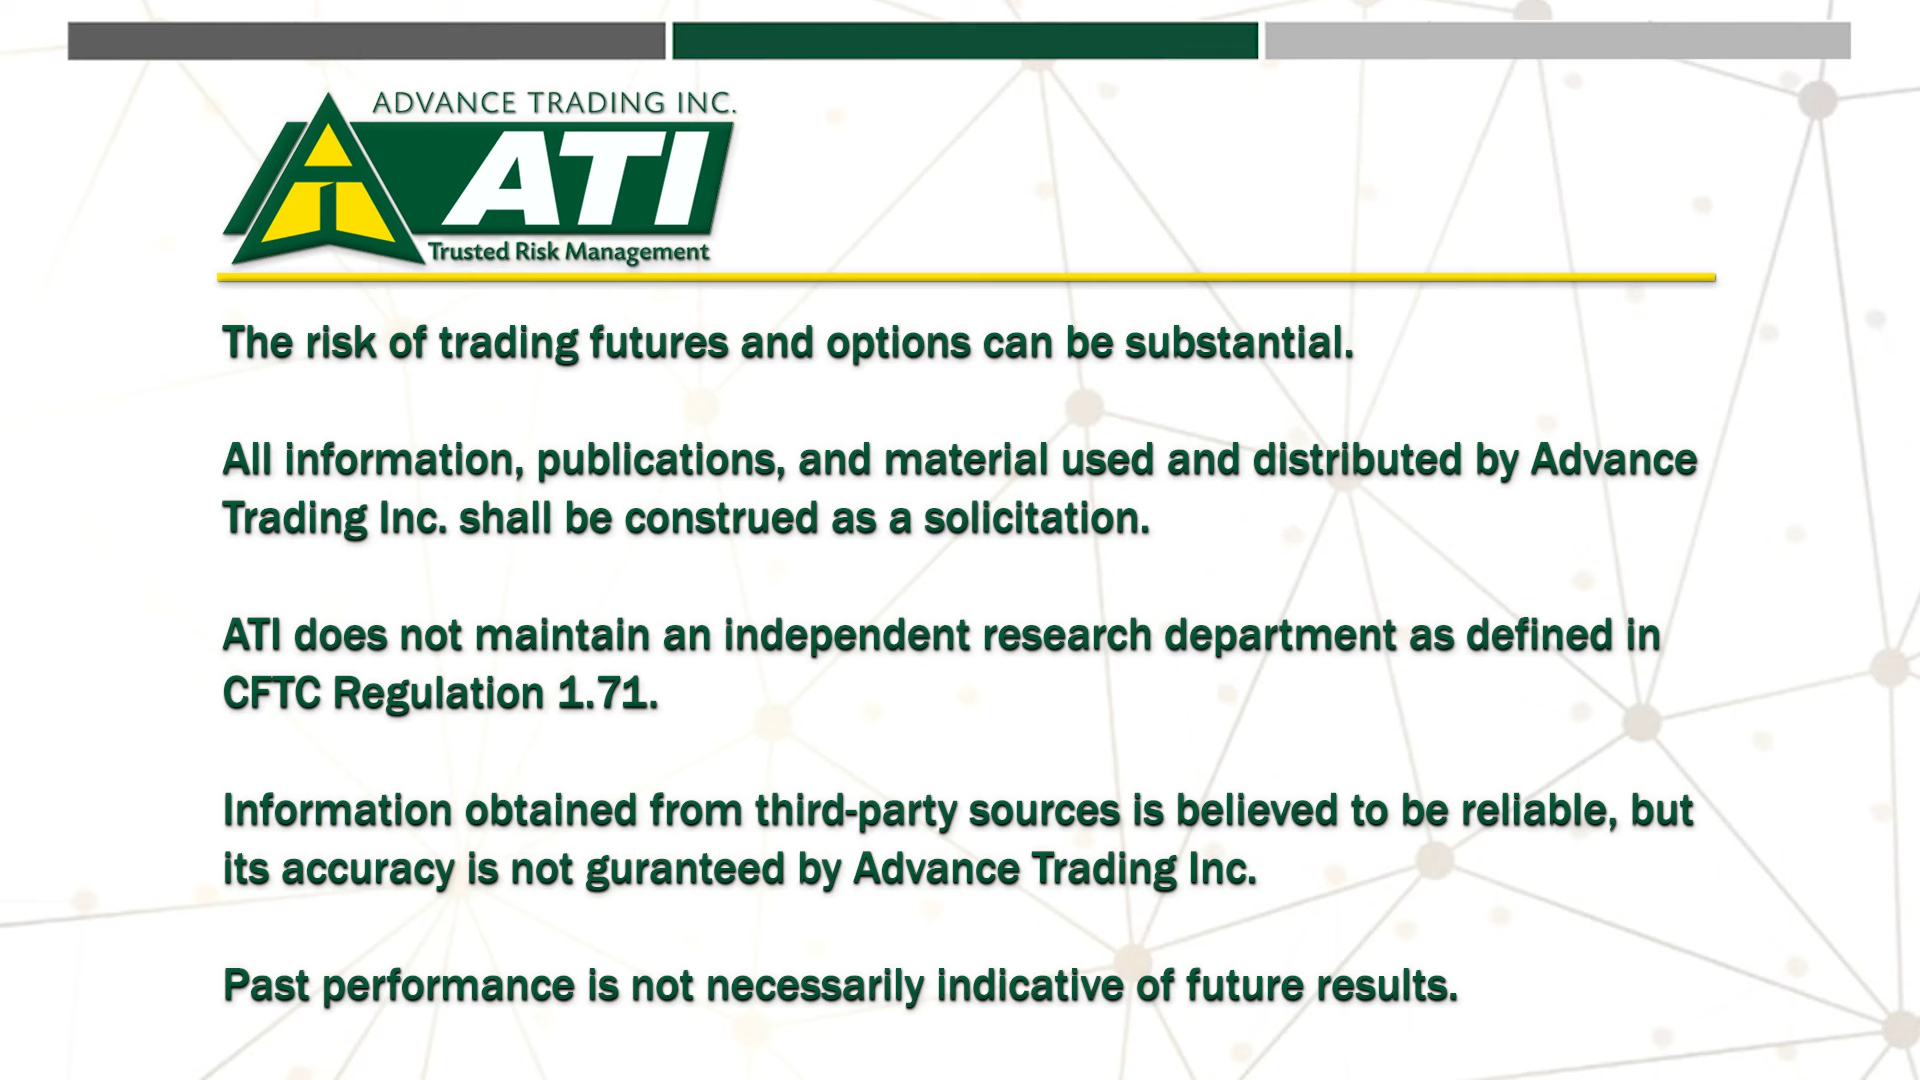 ADVANCE TRADING INC.
ATI
Trusted Risk Management
The risk of trading futures and options can be substantial.
All information, publications, and material used and distributed by Advance
Trading Inc. shall be construed as a solicitation.
ATI does not maintain an independent research department as defined in
CFTC Regulation 1.71.
Information obtained from third-party sources is believed to be reliable, but
its accuracy is not guranteed by Advance Trading Inc.
Past performance is not necessarily indicative of future results.